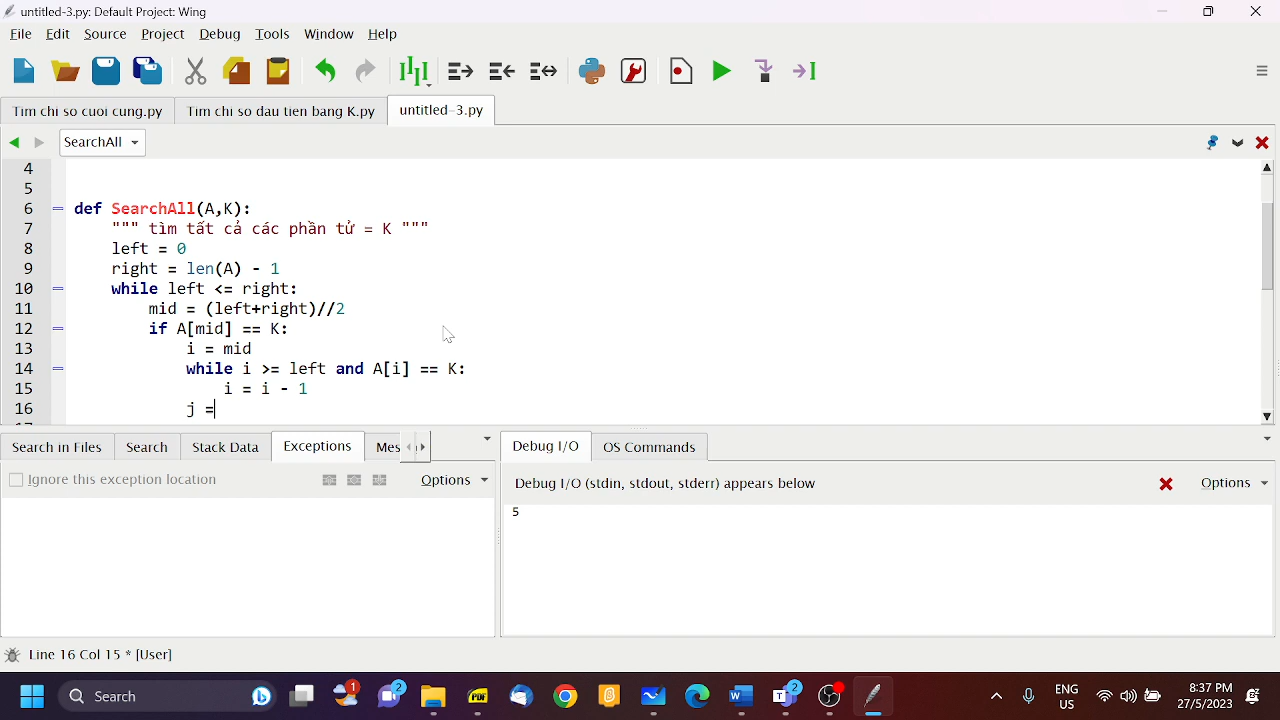 untitled-3.py: Default Project: Wing
File Edit Source Project Debug Tools Window Help
Tim chi so cuoi cung.py Tim chi so dau tien bang K.py untitled-3.py
SearchAll
4
5
6 def SearchAll(A,K):
7 """ tìm tất cả các phần tử = K """
8 left = 0
9 right = len(A) - 1
10 while left <= right:
11 mid = (left+right)//2
12 if A[mid] == K:
13 i = mid
14 while i >= left and A[i] == K:
15 i = i - 1
16 j =
Search in Files Search Stack Data Exceptions Mes Debug I/O OS Commands
Ignore this exception location Options Debug I/O (stdin, stdout, stderr) appears below Options
5
Line 16 Col 15 * [User]
Search PDF 1 2 2 ENG US 8:37 PM 27/5/2023